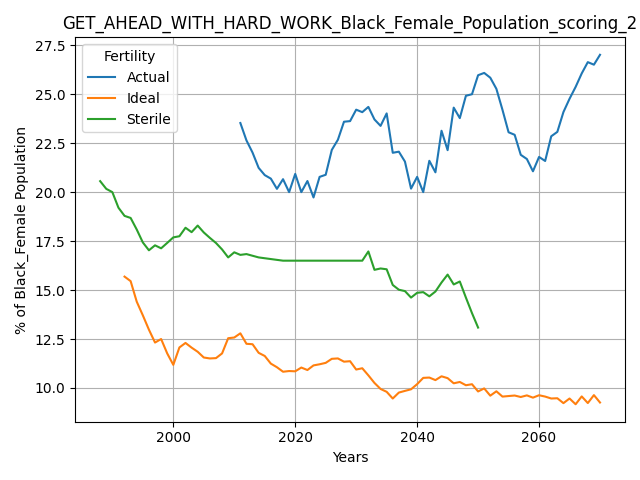 GET_AHEAD_WITH_HARD_WORK_Black_Female_Population_scoring_2
Fertility
Actual
Ideal
Sterile
% of Black_Female Population
27.5
25.0
22.5
20.0
17.5
15.0
12.5
10.0
2000 2020 2040 2060
Years